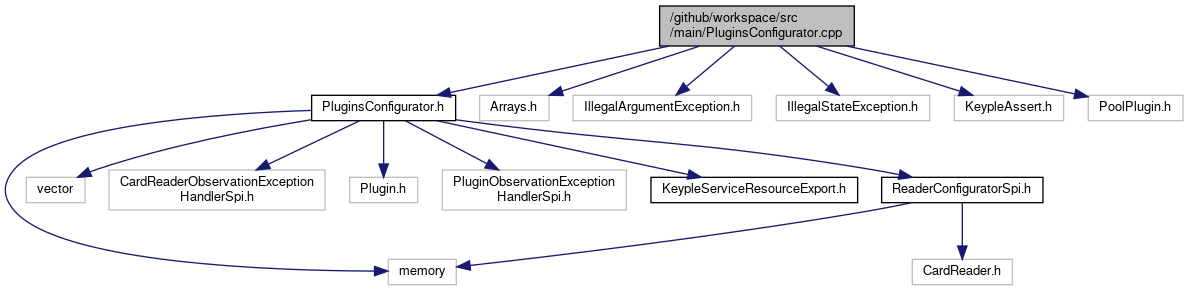 /github/workspace/src
/main/PluginsConfigurator.cpp
PluginsConfigurator.h
Arrays.h
IllegalArgumentException.h
IllegalStateException.h
KeypleAssert.h
PoolPlugin.h
vector
CardReaderObservationException
HandlerSpi.h
Plugin.h
PluginObservationException
HandlerSpi.h
KeypleServiceResourceExport.h
ReaderConfiguratorSpi.h
memory
CardReader.h